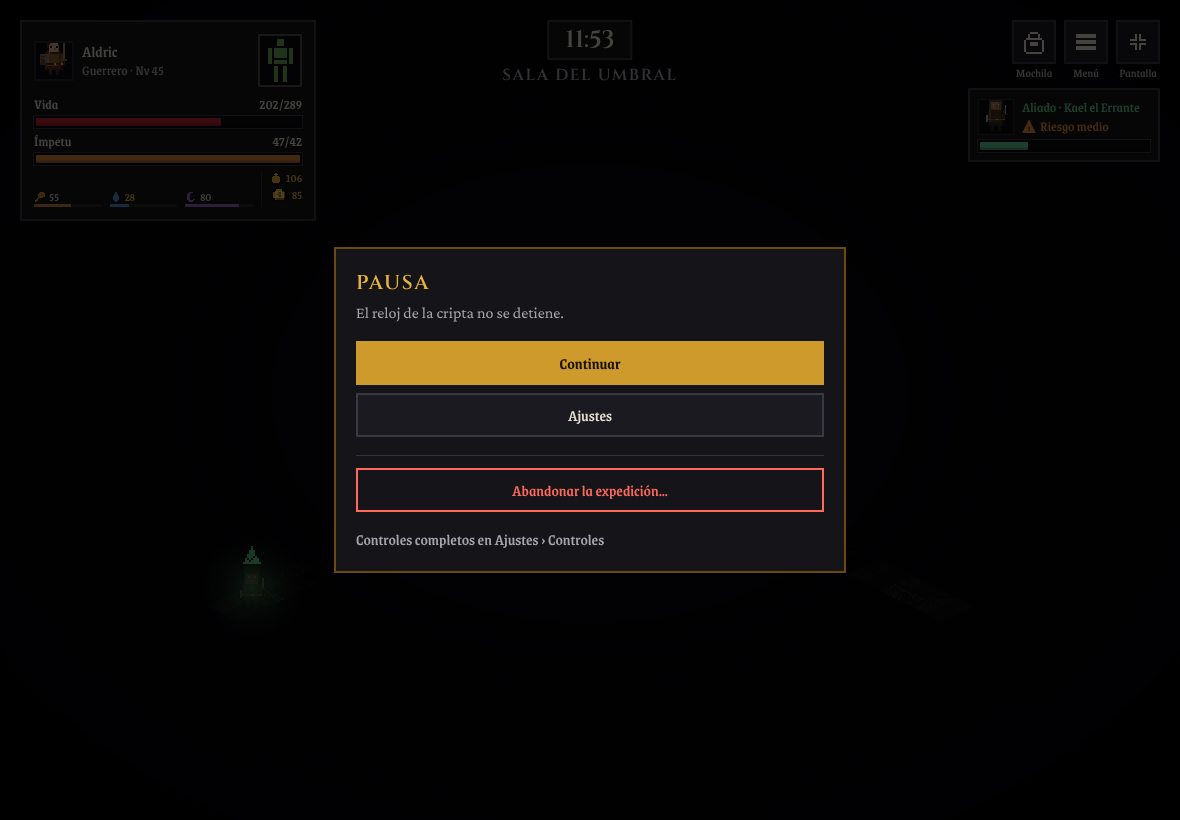 Aldric
Guerrero · Nv 45
Vida 202/289
Ímpetu 47/42
55 28 80
106
85
11:53
SALA DEL UMBRAL
Mochila Menú Pantalla
Aliado · Kael el Errante
Riesgo medio
PAUSA
El reloj de la cripta no se detiene.
Continuar
Ajustes
Abandonar la expedición...
Controles completos en Ajustes › Controles